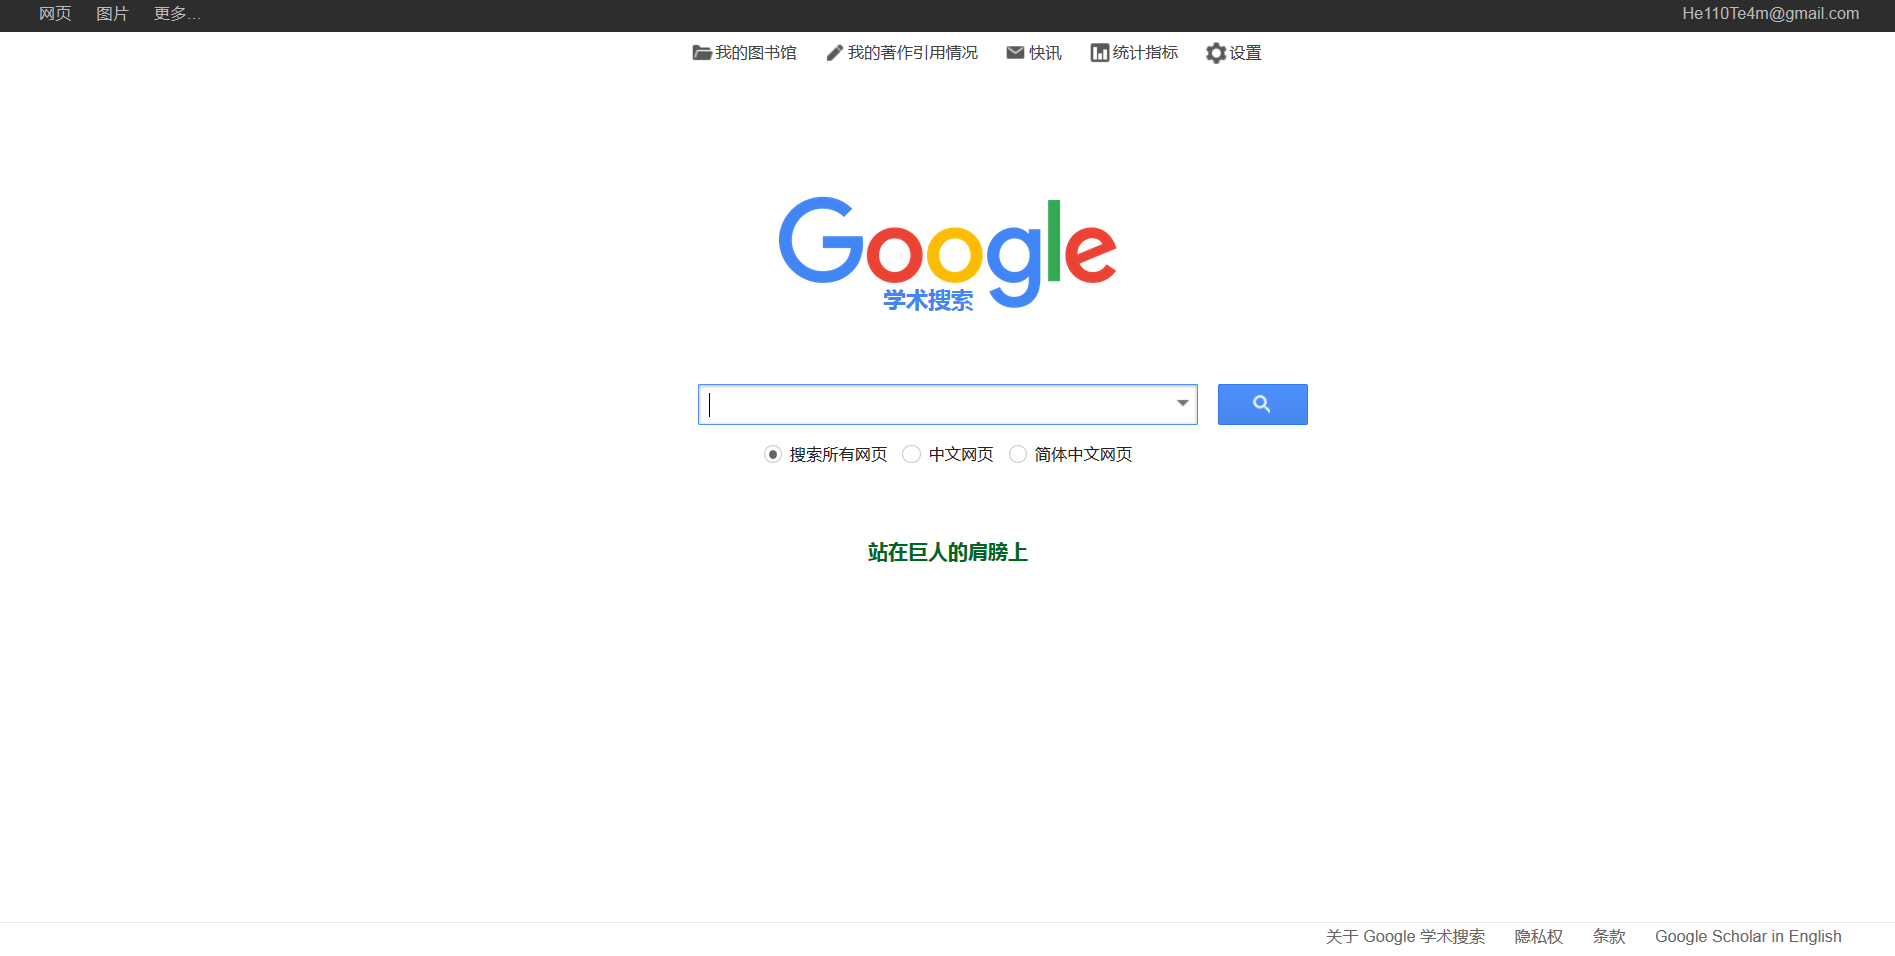 网页 图片 更多… He110Te4m@gmail.com
我的图书馆 我的著作引用情况 快讯 统计指标 设置
Google
学术搜索
搜索所有网页 中文网页 简体中文网页
站在巨人的肩膀上
关于 Google 学术搜索 隐私权 条款 Google Scholar in English